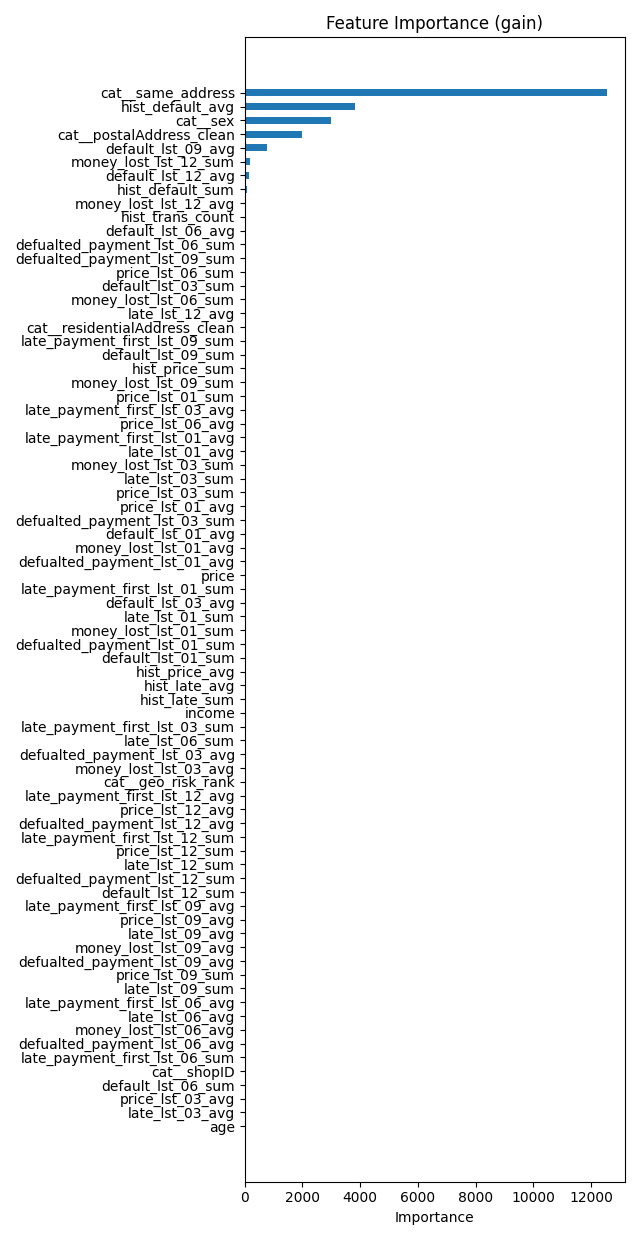 Feature Importance (gain)
cat__same_address
hist_default_avg
cat__sex
cat__postalAddress_clean
default_lst_09_avg
money_lost_lst_12_sum
default_lst_12_avg
hist_default_sum
money_lost_lst_12_avg
hist_trans_count
default_lst_06_avg
defualted_payment_lst_06_sum
defualted_payment_lst_09_sum
price_lst_06_sum
default_lst_03_sum
money_lost_lst_06_sum
late_lst_12_avg
cat__residentialAddress_clean
late_payment_first_lst_09_sum
default_lst_09_sum
hist_price_sum
money_lost_lst_09_sum
price_lst_01_sum
late_payment_first_lst_03_avg
price_lst_06_avg
late_payment_first_lst_01_avg
late_lst_01_avg
money_lost_lst_03_sum
late_lst_03_sum
price_lst_03_sum
price_lst_01_avg
defualted_payment_lst_03_sum
default_lst_01_avg
money_lost_lst_01_avg
defualted_payment_lst_01_avg
price
late_payment_first_lst_01_sum
default_lst_03_avg
late_lst_01_sum
money_lost_lst_01_sum
defualted_payment_lst_01_sum
default_lst_01_sum
hist_price_avg
hist_late_avg
hist_late_sum
income
late_payment_first_lst_03_sum
late_lst_06_sum
defualted_payment_lst_03_avg
money_lost_lst_03_avg
cat__geo_risk_rank
late_payment_first_lst_12_avg
price_lst_12_avg
defualted_payment_lst_12_avg
late_payment_first_lst_12_sum
price_lst_12_sum
late_lst_12_sum
defualted_payment_lst_12_sum
default_lst_12_sum
late_payment_first_lst_09_avg
price_lst_09_avg
late_lst_09_avg
money_lost_lst_09_avg
defualted_payment_lst_09_avg
price_lst_09_sum
late_lst_09_sum
late_payment_first_lst_06_avg
late_lst_06_avg
money_lost_lst_06_avg
defualted_payment_lst_06_avg
late_payment_first_lst_06_sum
cat__shopID
default_lst_06_sum
price_lst_03_avg
late_lst_03_avg
age
0 2000 4000 6000 8000 10000 12000
Importance